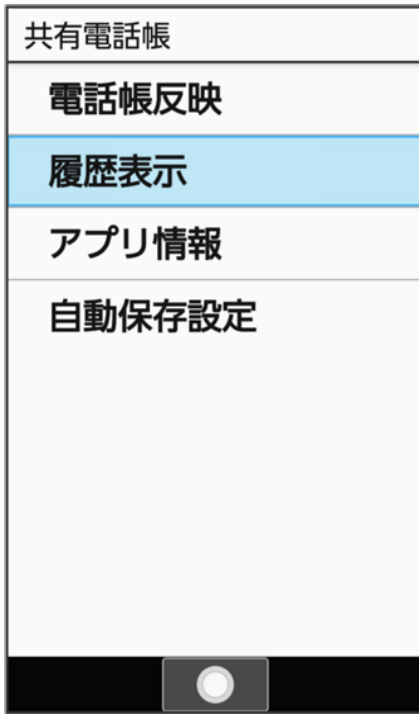 共有電話帳
電話帳反映
履歴表示
アプリ情報
自動保存設定